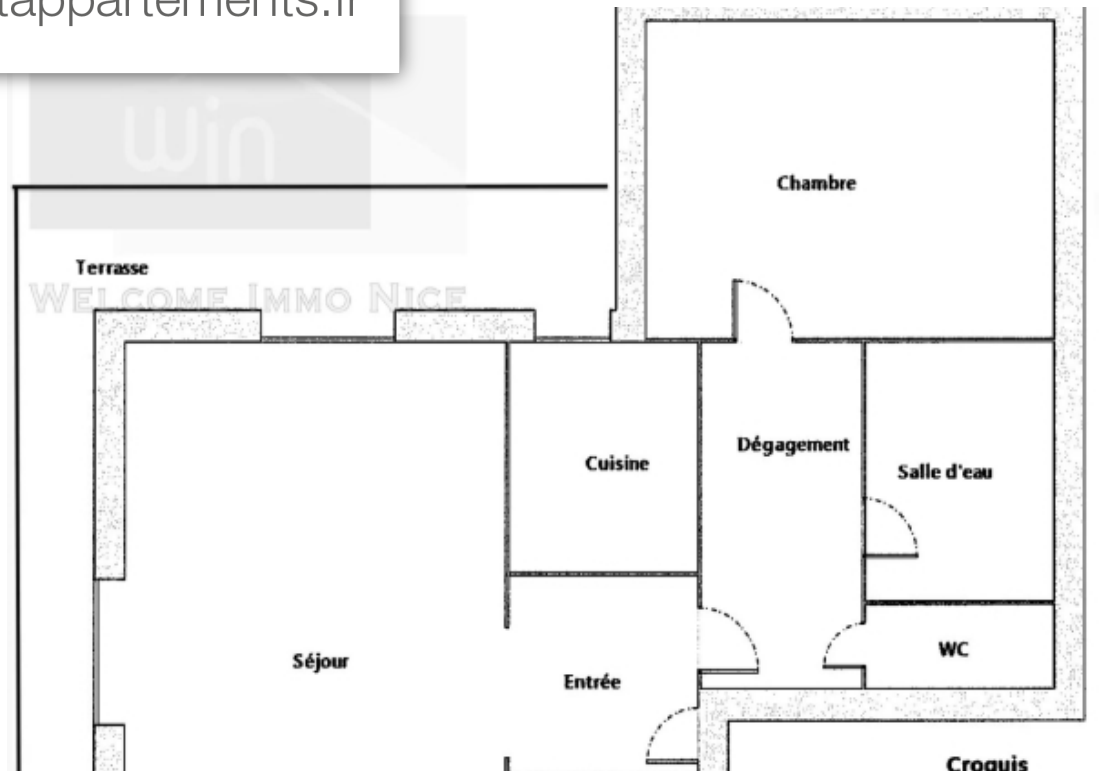 tappartements.fr
win
Chambre
Terrasse
WELCOME IMMO NICE
Dégagement
Cuisine
Salle d'eau
WC
Séjour
Entrée
Croquis